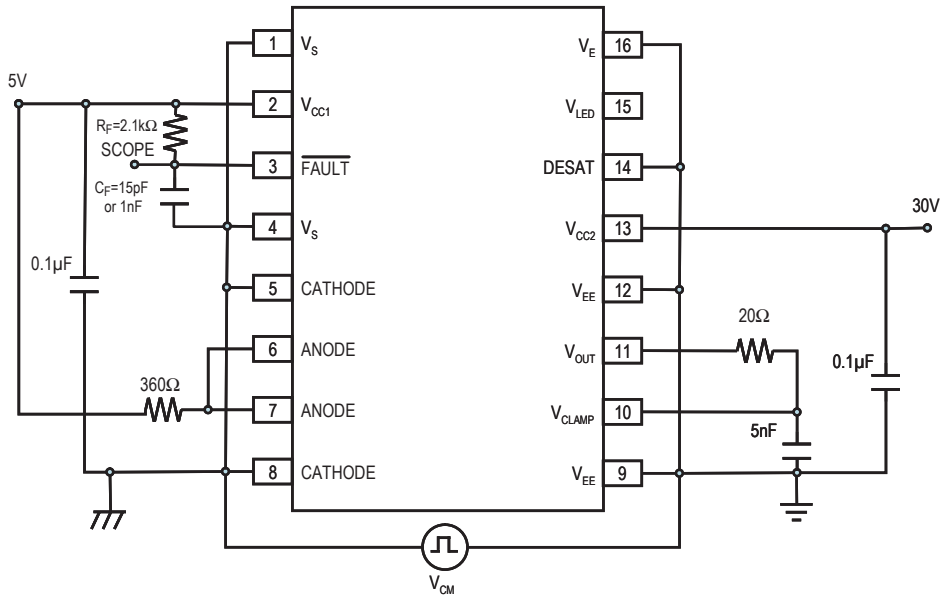 1 V_S
V_E 16
5V
2 V_CC1
V_LED 15
R_F=2.1kΩ
SCOPE
3 F̅A̅U̅L̅T̅
DESAT 14
C_F=15pF
or 1nF
4 V_S
V_CC2 13
30V
0.1µF
5 CATHODE
V_EE 12
20Ω
6 ANODE
V_OUT 11
0.1µF
360Ω
7 ANODE
V_CLAMP 10
5nF
8 CATHODE
V_EE 9
V_CM